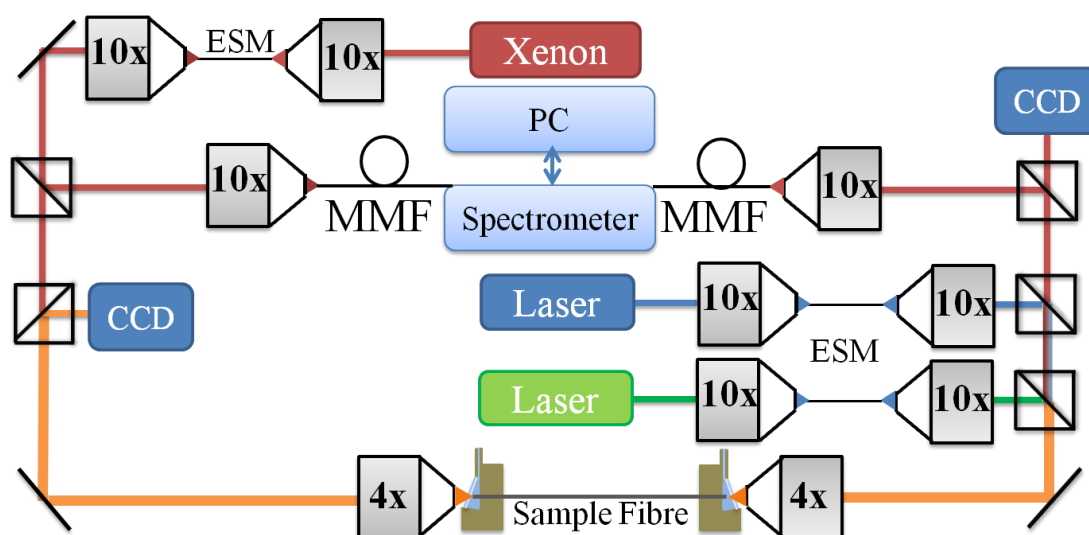 10x
ESM
10x
Xenon
CCD
PC
10x
MMF
Spectrometer
MMF
10x
CCD
Laser
10x
10x
ESM
Laser
10x
10x
4x
Sample Fibre
4x